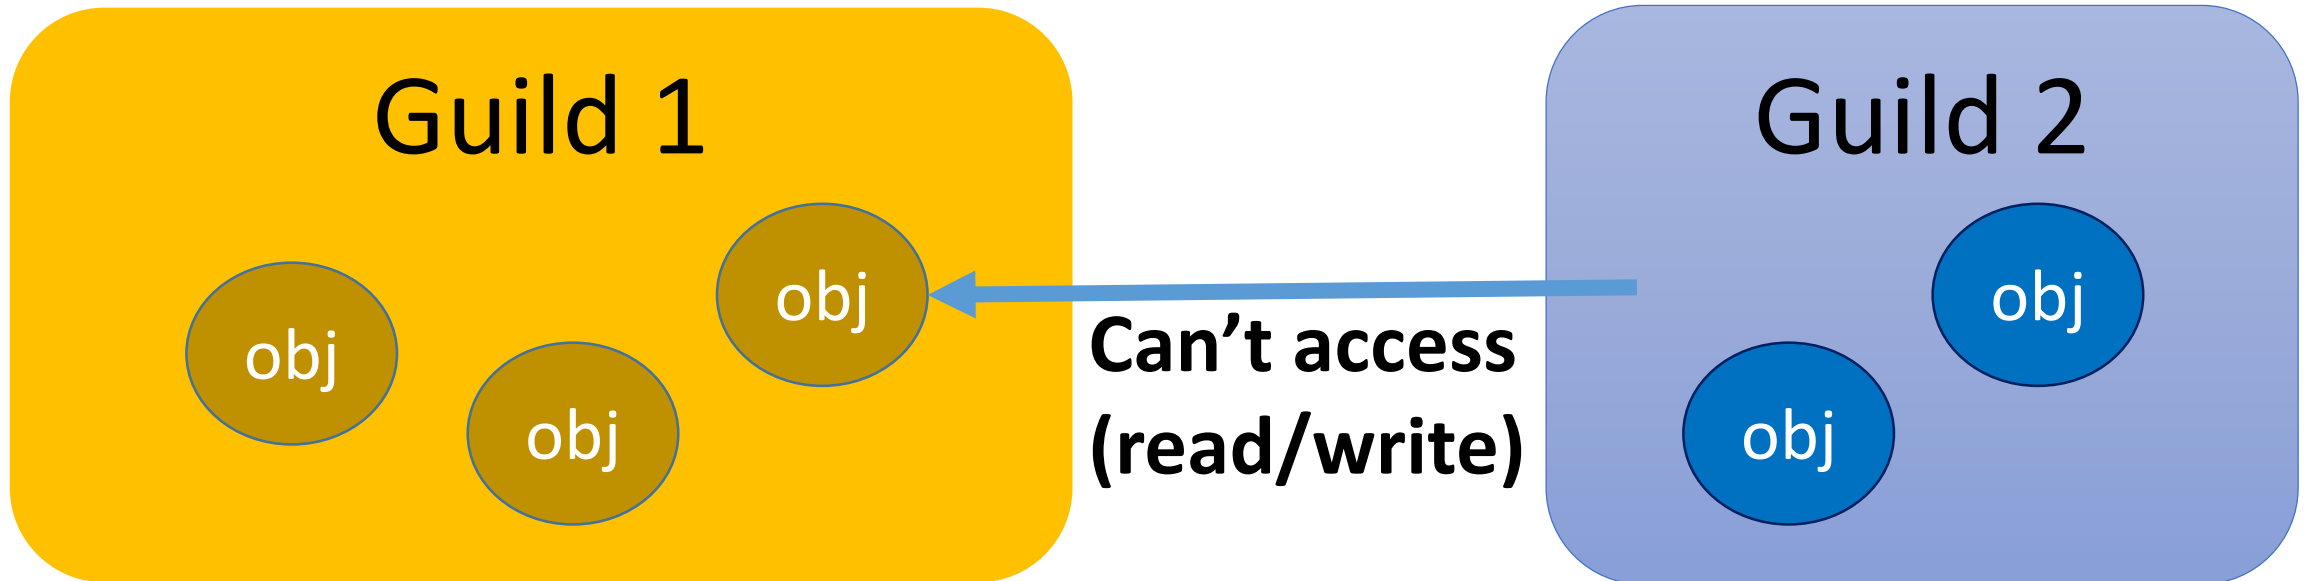 Guild 1
obj
obj
obj
Can’t access
(read/write)
Guild 2
obj
obj